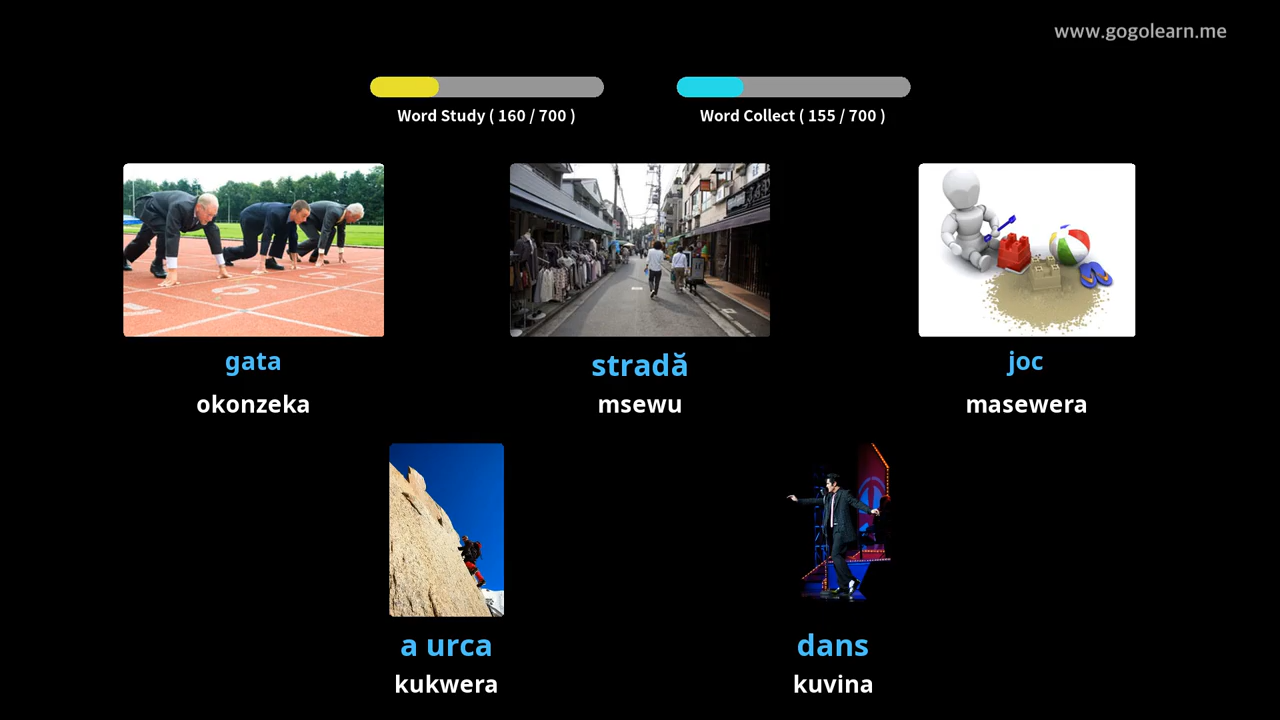 www.gogolearn.me
Word Study ( 160 / 700 )
Word Collect ( 155 / 700 )
gata
okonzeka
stradă
msewu
joc
masewera
a urca
kukwera
dans
kuvina